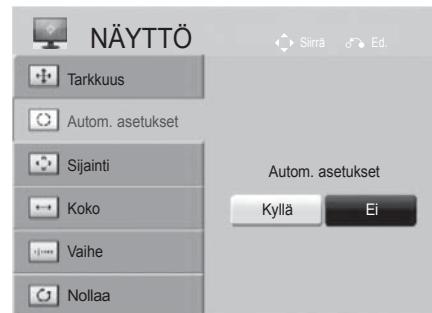 NÄYTTÖ
Siirrä Ed.
Tarkkuus
Autom. asetukset
Sijainti
Koko
Vaihe
Nollaa
Autom. asetukset
Kyllä Ei